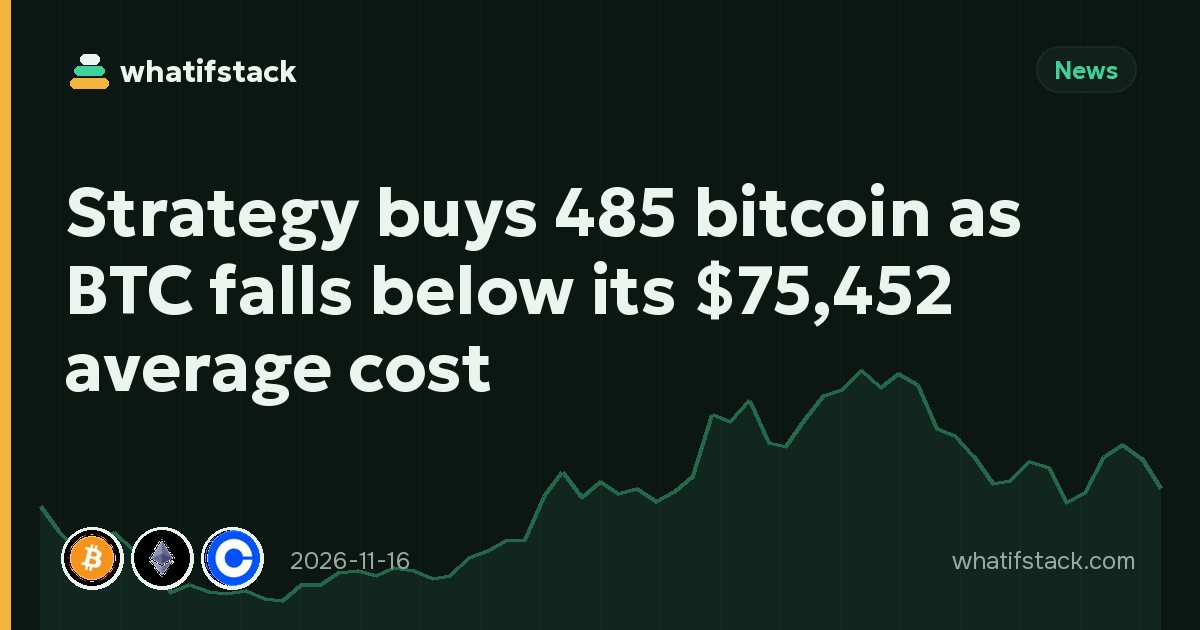 whatifstack
News
Strategy buys 485 bitcoin as
BTC falls below its $75,452
average cost
2026-11-16
whatifstack.com